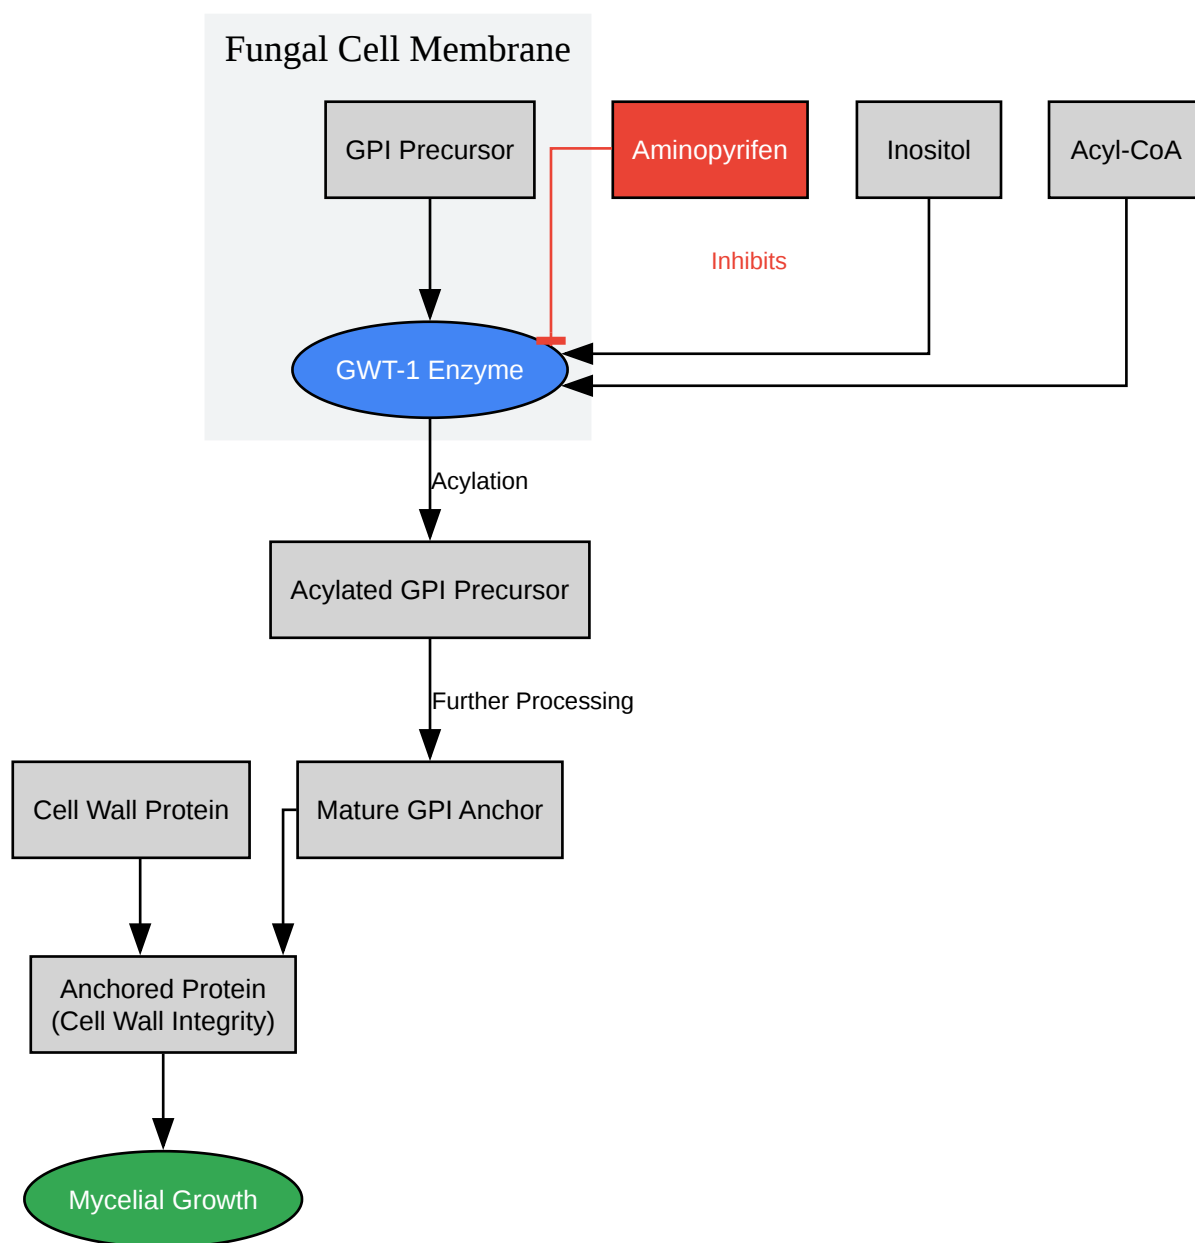 Fungal Cell Membrane
GPI Precursor
Aminopyrifen
Inositol
Acyl-CoA
Inhibits
GWT-1 Enzyme
Acylation
Acylated GPI Precursor
Further Processing
Cell Wall Protein
Mature GPI Anchor
Anchored Protein
(Cell Wall Integrity)
Mycelial Growth